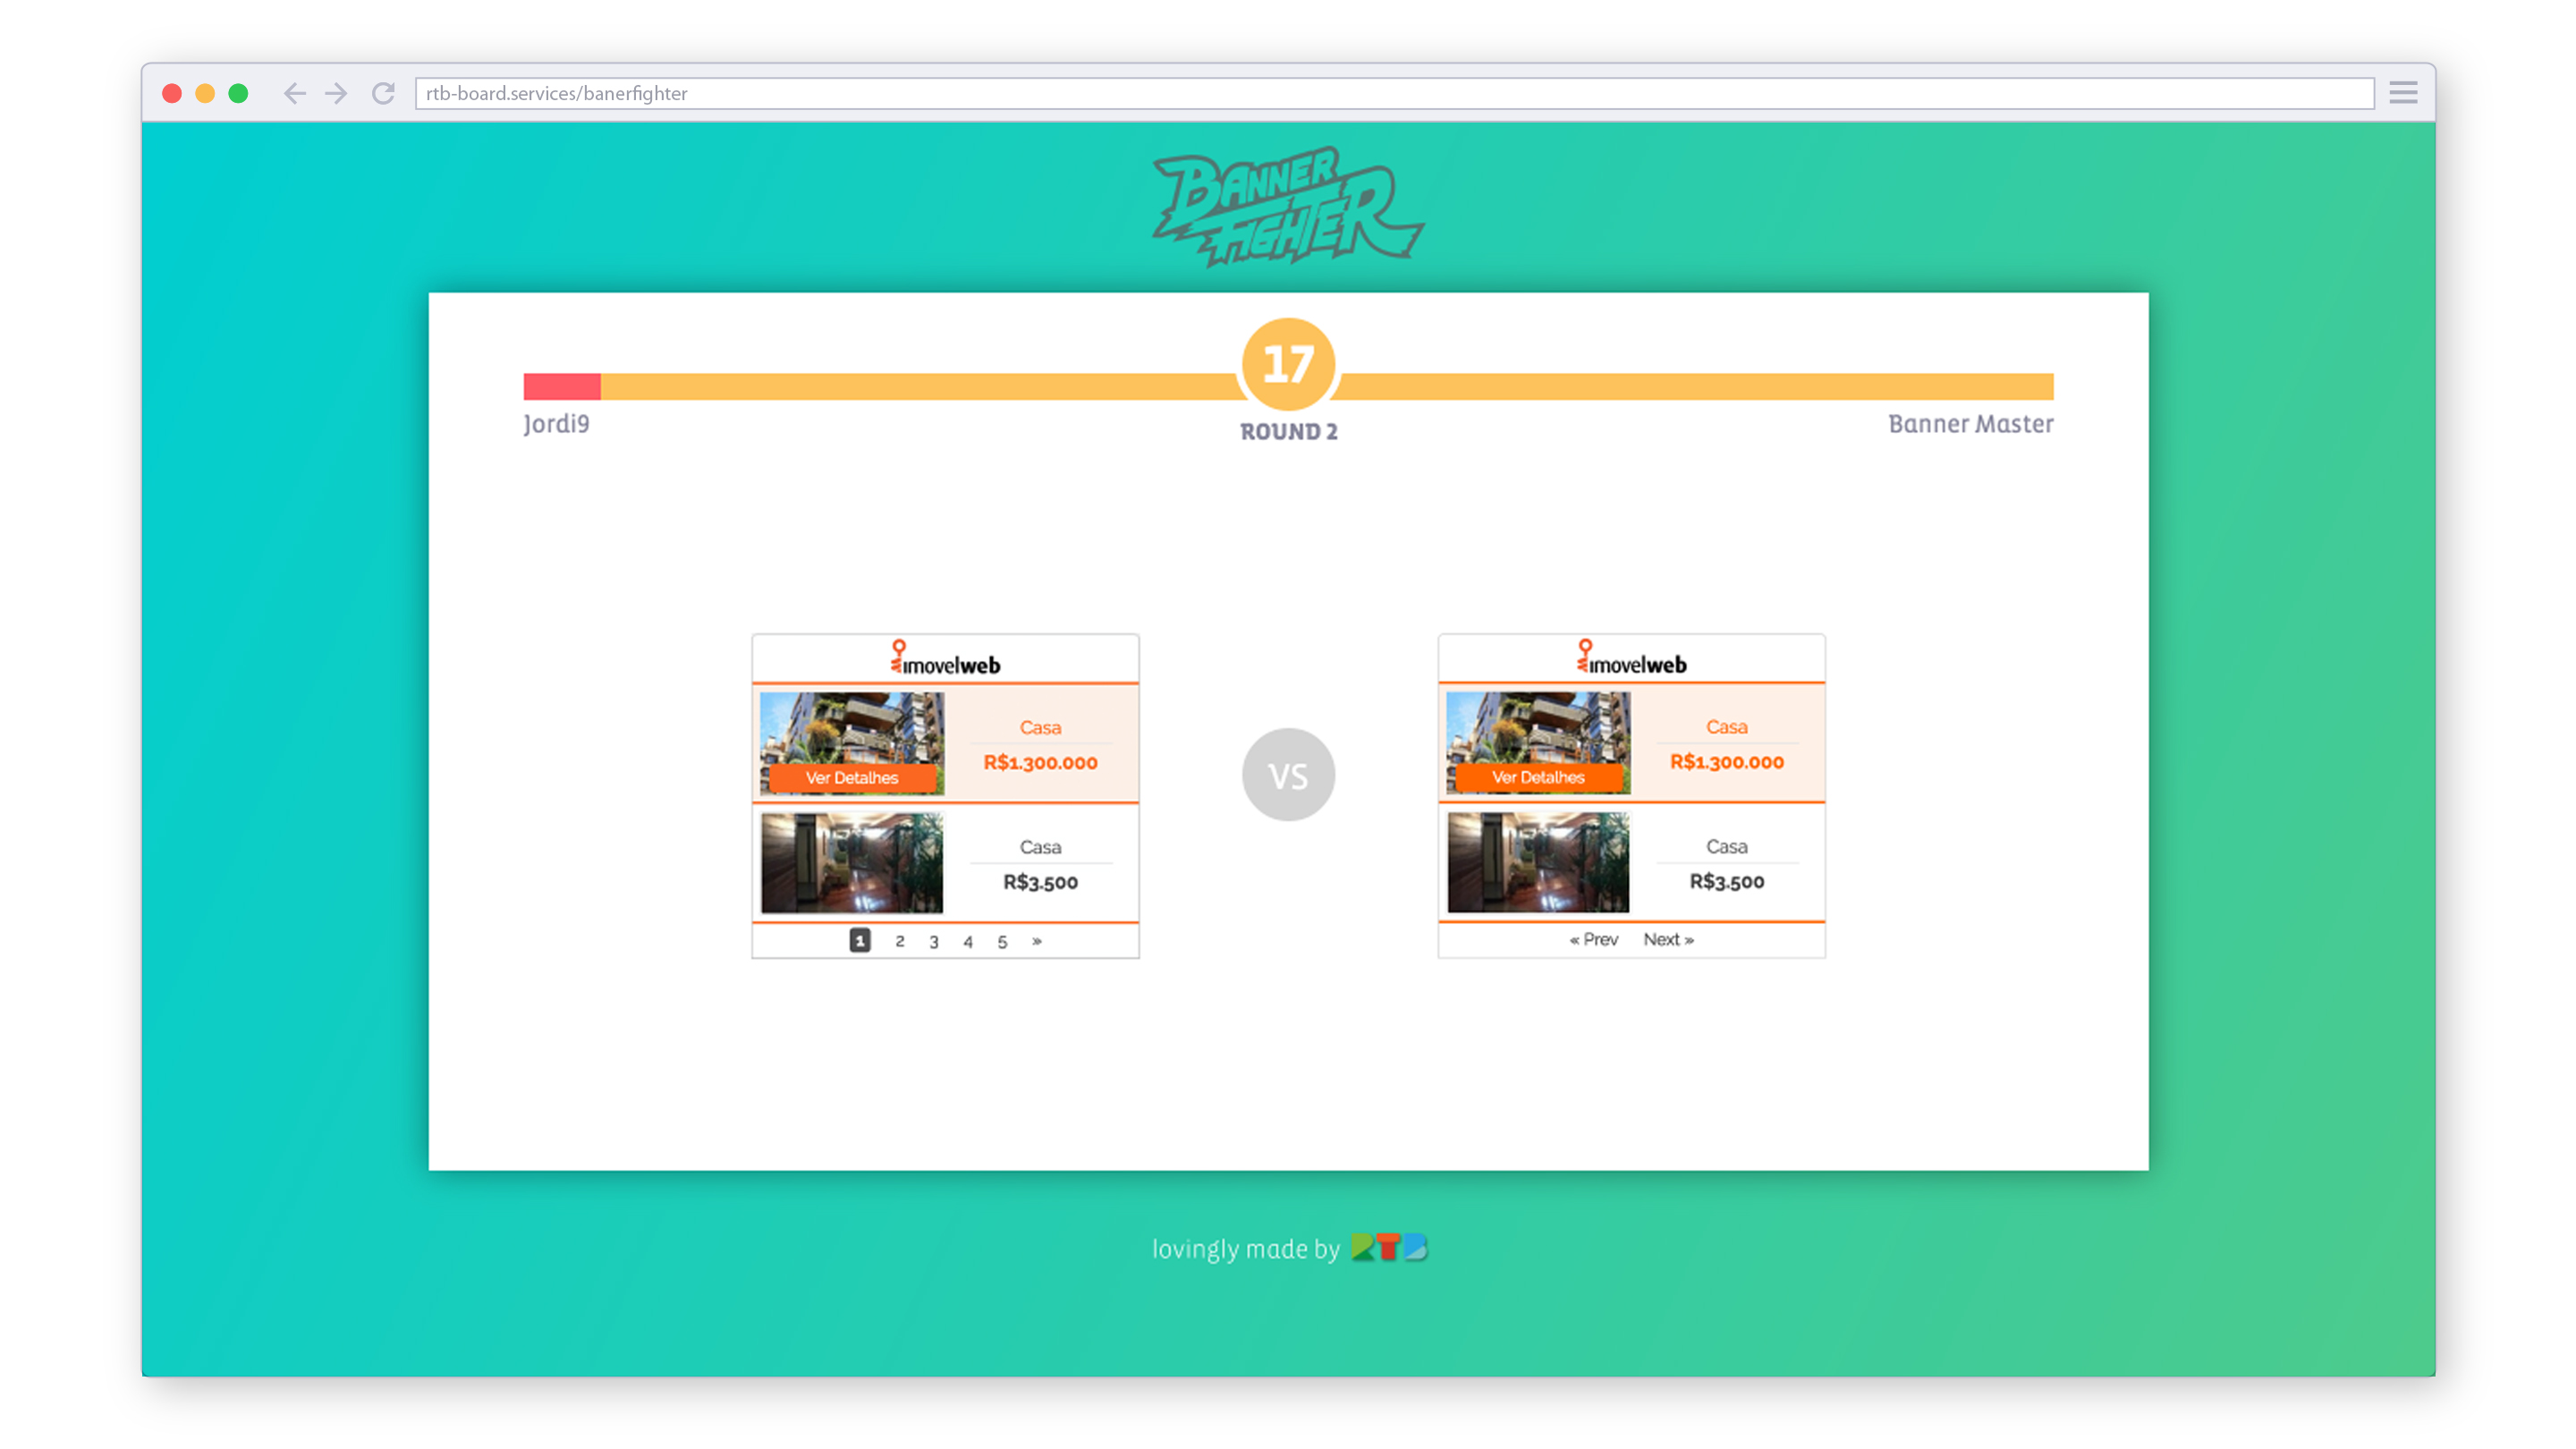 rtb-board.services/banerfighter
BANNER
FIGHTER
17
Jordi9
ROUND 2
Banner Master
imovelweb
Casa
R$1.300.000
Ver Detalhes
Casa
R$3.500
1 2 3 4 5 »
VS
imovelweb
Casa
R$1.300.000
Ver Detalhes
Casa
R$3.500
« Prev Next »
lovingly made by RTB